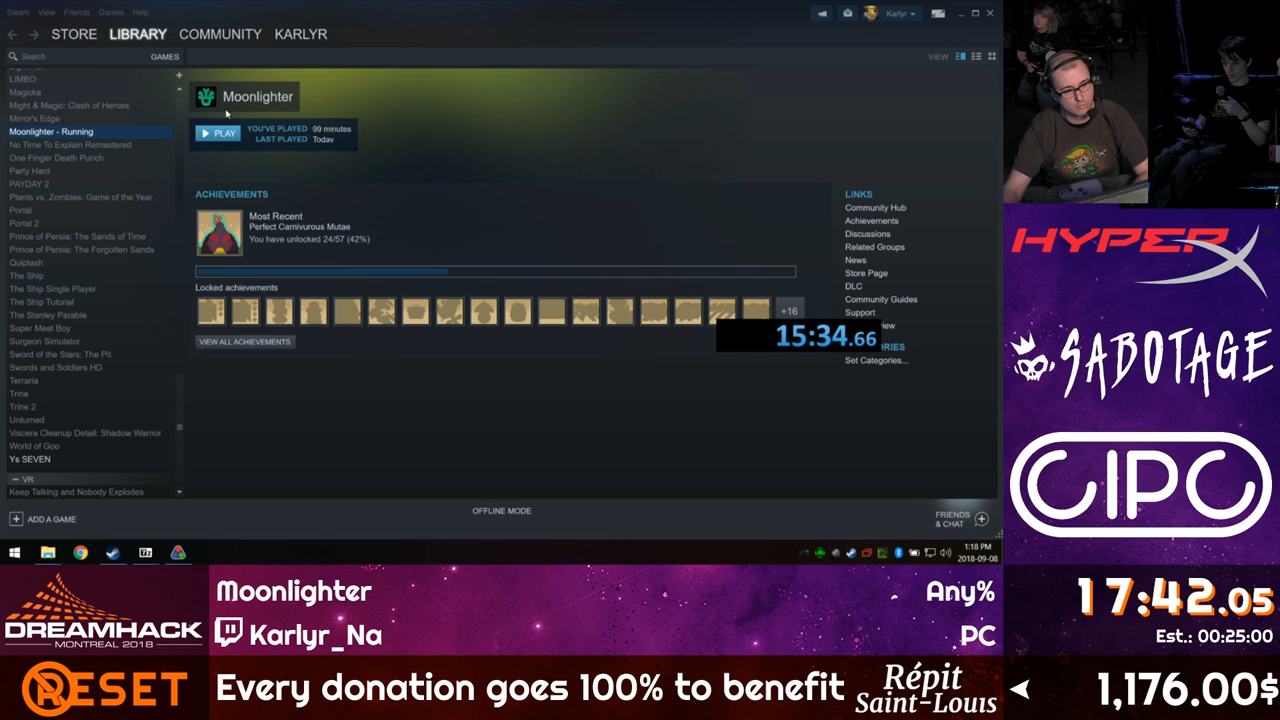 Steam View Friends Games Help
Karlyr
STORE LIBRARY COMMUNITY KARLYR
Search GAMES
VIEW
LIMBO
Magicka
Might & Magic: Clash of Heroes
Mirror's Edge
Moonlighter - Running
No Time To Explain Remastered
One Finger Death Punch
Party Hard
PAYDAY 2
Plants vs. Zombies: Game of the Year
Portal
Portal 2
Prince of Persia: The Sands of Time
Prince of Persia: The Forgotten Sands
Quiplash
The Ship
The Ship Single Player
The Ship Tutorial
The Stanley Parable
Super Meat Boy
Surgeon Simulator
Sword of the Stars: The Pit
Swords and Soldiers HD
Terraria
Trine
Trine 2
Unturned
Viscera Cleanup Detail: Shadow Warrior
World of Goo
Ys SEVEN
VR
Keep Talking and Nobody Explodes
ADD A GAME
Moonlighter
PLAY
YOU'VE PLAYED 99 minutes
LAST PLAYED Today
ACHIEVEMENTS
Most Recent
Perfect Carnivurous Mutae
You have unlocked 24/57 (42%)
Locked achievements
+16
VIEW ALL ACHIEVEMENTS
LINKS
Community Hub
Achievements
Discussions
Related Groups
News
Store Page
DLC
Community Guides
Support
15:34.66
Set Categories...
OFFLINE MODE
FRIENDS
& CHAT
1:18 PM
2018-09-08
HYPERX
SABOTAGE
CIPC
DREAMHACK
MONTREAL 2018
Moonlighter
Any%
Karlyr_Na
PC
17:42.05
Est.: 00:25:00
RESET
Every donation goes 100% to benefit
Répit
Saint-Louis
1,176.00$